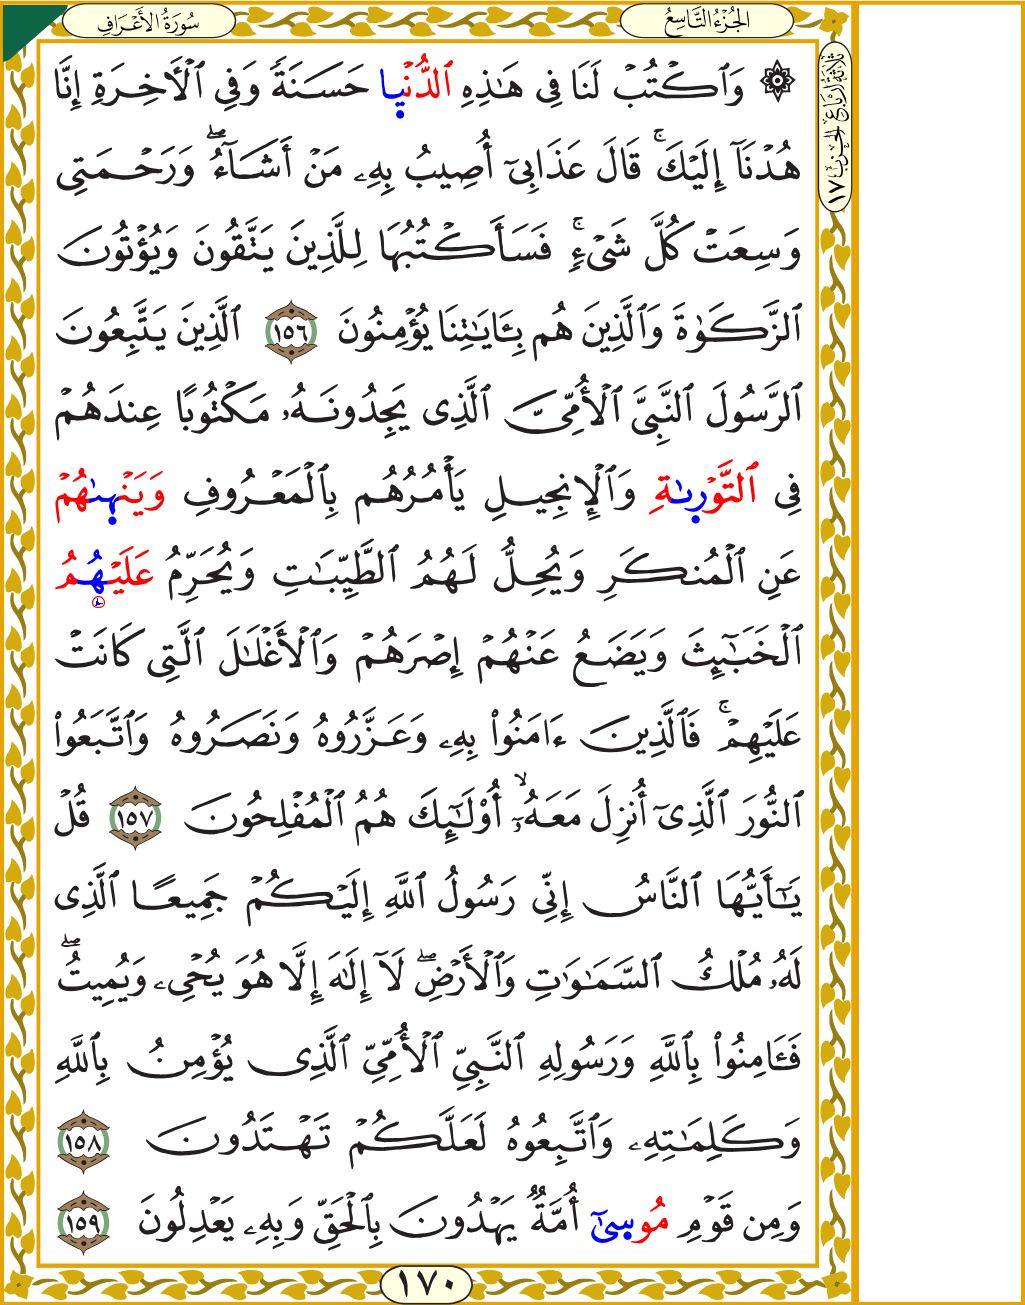 سُورَةُ الأَعْرَافِ
الجُزْءُ التَّاسِعُ
ثَلَاثَةُ أَرْبَاعِ الْحِزْبِ ١٧
۞ وَٱكْتُبْ لَنَا فِى هَٰذِهِ ٱلدُّنْيٜا حَسَنَةً وَفِى ٱلْأَخِرَةِ إِنَّا
هُدْنَآ إِلَيْكَ ۚ قَالَ عَذَابِىٓ أُصِيبُ بِهِۦ مَنْ أَشَآءُ ۖ وَرَحْمَتِى
وَسِعَتْ كُلَّ شَىْءٍ ۚ فَسَأَكْتُبُهَا لِلَّذِينَ يَتَّقُونَ وَيُؤْتُونَ
ٱلزَّكَوٰةَ وَٱلَّذِينَ هُم بِـَٔايَٰتِنَا يُؤْمِنُونَ ١٥٦ ٱلَّذِينَ يَتَّبِعُونَ
ٱلرَّسُولَ ٱلنَّبِىَّ ٱلْأُمِّىَّ ٱلَّذِى يَجِدُونَهُۥ مَكْتُوبًا عِندَهُمْ
فِى ٱلتَّوْرٜىٰةِ وَٱلْإِنجِيلِ يَأْمُرُهُم بِٱلْمَعْرُوفِ وَيَنْهٜىٰهُمْ
عَنِ ٱلْمُنكَرِ وَيُحِلُّ لَهُمُ ٱلطَّيِّبَٰتِ وَيُحَرِّمُ عَلَيْهُمُ
ٱلْخَبَٰٓئِثَ وَيَضَعُ عَنْهُمْ إِصْرَهُمْ وَٱلْأَغْلَٰلَ ٱلَّتِى كَانَتْ
عَلَيْهِمْ ۚ فَٱلَّذِينَ ءَامَنُوا۟ بِهِۦ وَعَزَّرُوهُ وَنَصَرُوهُ وَٱتَّبَعُوا۟
ٱلنُّورَ ٱلَّذِىٓ أُنزِلَ مَعَهُۥٓ ۙ أُو۟لَٰٓئِكَ هُمُ ٱلْمُفْلِحُونَ ١٥٧ قُلْ
يَٰٓأَيُّهَا ٱلنَّاسُ إِنِّى رَسُولُ ٱللَّهِ إِلَيْكُمْ جَمِيعًا ٱلَّذِى
لَهُۥ مُلْكُ ٱلسَّمَٰوَٰتِ وَٱلْأَرْضِ ۖ لَآ إِلَٰهَ إِلَّا هُوَ يُحْىِۦ وَيُمِيتُ ۖ
فَـَٔامِنُوا۟ بِٱللَّهِ وَرَسُولِهِ ٱلنَّبِىِّ ٱلْأُمِّىِّ ٱلَّذِى يُؤْمِنُ بِٱللَّهِ
وَكَلِمَٰتِهِۦ وَٱتَّبِعُوهُ لَعَلَّكُمْ تَهْتَدُونَ ١٥٨
وَمِن قَوْمِ مُوسٜىٰٓ أُمَّةٌ يَهْدُونَ بِٱلْحَقِّ وَبِهِۦ يَعْدِلُونَ ١٥٩
١٧٠